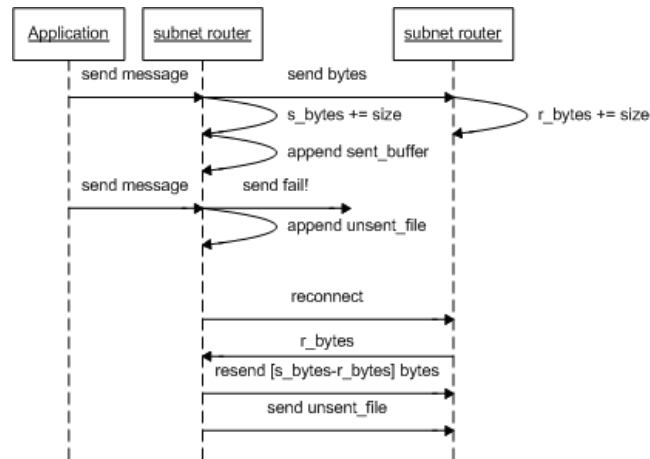 Application
subnet router
subnet router
send message
send bytes
s_bytes += size
r_bytes += size
append sent_buffer
send message
send fail!
append unsent_file
reconnect
r_bytes
resend [s_bytes-r_bytes] bytes
send unsent_file